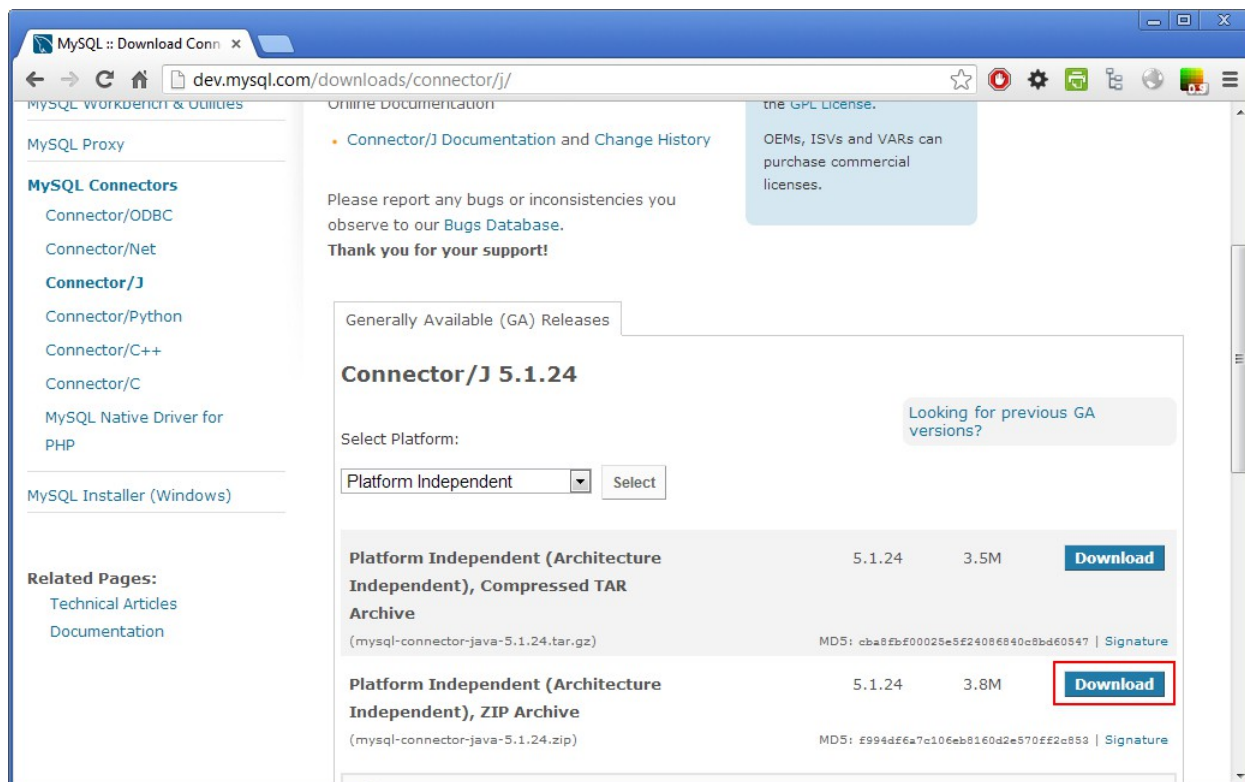 MySQL :: Download Conn
dev.mysql.com/downloads/connector/j/
MySQL Workbench & Utilities
MySQL Proxy
MySQL Connectors
Connector/ODBC
Connector/Net
Connector/J
Connector/Python
Connector/C++
Connector/C
MySQL Native Driver for
PHP
MySQL Installer (Windows)
Related Pages:
Technical Articles
Documentation
Online Documentation
Connector/J Documentation and Change History
Please report any bugs or inconsistencies you
observe to our Bugs Database.
Thank you for your support!
the GPL License.
OEMs, ISVs and VARs can
purchase commercial
licenses.
Generally Available (GA) Releases
Connector/J 5.1.24
Looking for previous GA
versions?
Select Platform:
Platform Independent
Select
Platform Independent (Architecture 5.1.24 3.5M Download
Independent), Compressed TAR
Archive
(mysql-connector-java-5.1.24.tar.gz) MD5: cba8fbf00025e5f24086840c8bd60547 | Signature
Platform Independent (Architecture 5.1.24 3.8M Download
Independent), ZIP Archive
(mysql-connector-java-5.1.24.zip) MD5: f994df6a7c106eb8160d2e570ff2c853 | Signature